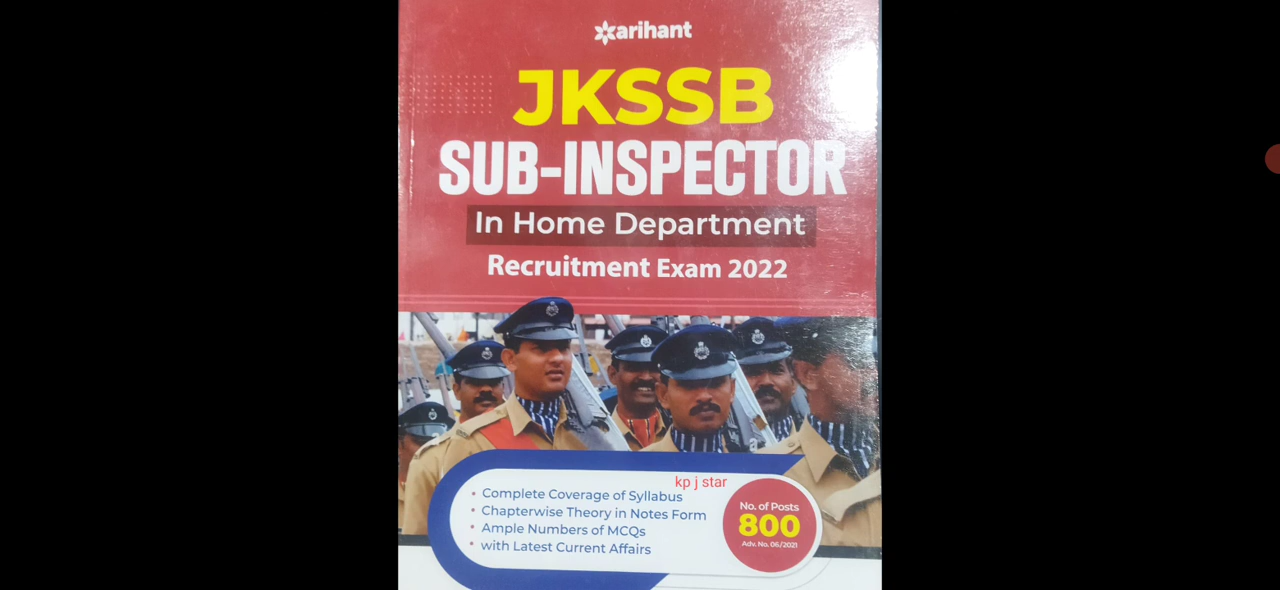 arihant
JKSSB
SUB-INSPECTOR
In Home Department
Recruitment Exam 2022
kp j star
• Complete Coverage of Syllabus
• Chapterwise Theory in Notes Form
• Ample Numbers of MCQs
• with Latest Current Affairs
No. of Posts
800
Adv. No. 06/2021